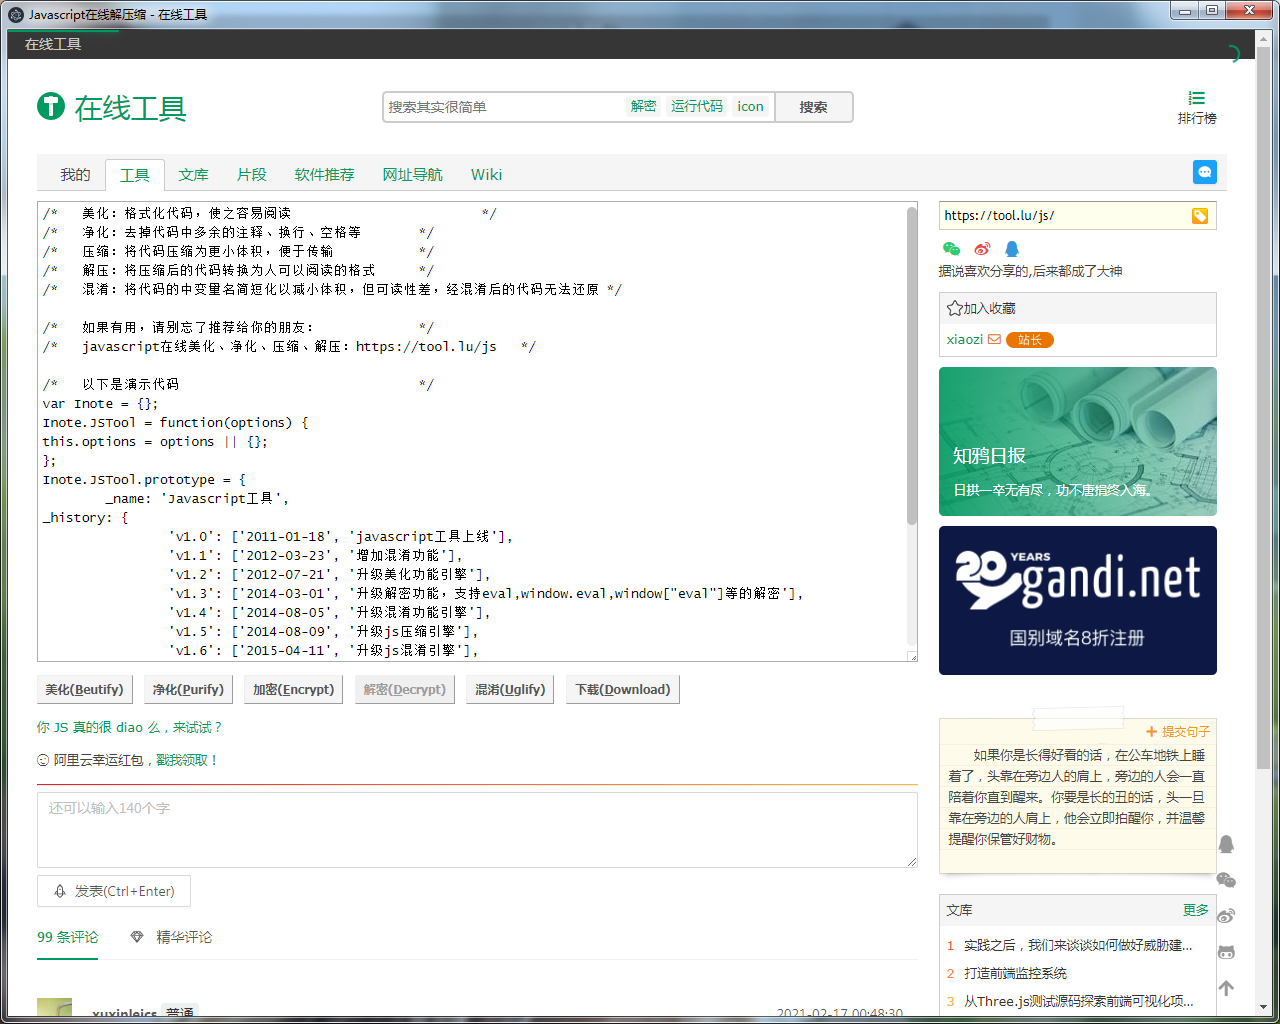 Javascript在线解压缩 - 在线工具
在线工具
在线工具
搜索其实很简单 解密 运行代码 icon 搜索
排行榜
我的 工具 文库 片段 软件推荐 网址导航 Wiki
/* 美化：格式化代码，使之容易阅读 */
/* 净化：去掉代码中多余的注释、换行、空格等 */
/* 压缩：将代码压缩为更小体积，便于传输 */
/* 解压：将压缩后的代码转换为人可以阅读的格式 */
/* 混淆：将代码的中变量名简短化以减小体积，但可读性差，经混淆后的代码无法还原 */
/* 如果有用，请别忘了推荐给你的朋友： */
/* javascript在线美化、净化、压缩、解压：https://tool.lu/js */
/* 以下是演示代码 */
var Inote = {};
Inote.JSTool = function(options) {
this.options = options || {};
};
Inote.JSTool.prototype = {
_name: 'Javascript工具',
_history: {
'v1.0': ['2011-01-18', 'javascript工具上线'],
'v1.1': ['2012-03-23', '增加混淆功能'],
'v1.2': ['2012-07-21', '升级美化功能引擎'],
'v1.3': ['2014-03-01', '升级解密功能，支持eval,window.eval,window["eval"]等的解密'],
'v1.4': ['2014-08-05', '升级混淆功能引擎'],
'v1.5': ['2014-08-09', '升级js压缩引擎'],
'v1.6': ['2015-04-11', '升级js混淆引擎'],
美化(Beutify) 净化(Purify) 加密(Encrypt) 解密(Decrypt) 混淆(Uglify) 下载(Download)
你 JS 真的很 diao 么，来试试？
阿里云幸运红包，戳我领取！
还可以输入140个字
发表(Ctrl+Enter)
99 条评论 精华评论
xuxinleics 普通 2021-02-17 00:48:30
https://tool.lu/js/
据说喜欢分享的,后来都成了大神
加入收藏
xiaozi 站长
知鸦日报
日拱一卒无有尽，功不唐捐终入海。
20 YEARS
gandi.net
国别域名8折注册
提交句子
如果你是长得好看的话，在公车地铁上睡
着了，头靠在旁边人的肩上，旁边的人会一直
陪着你直到醒来。你要是长的丑的话，头一旦
靠在旁边的人肩上，他会立即拍醒你，并温馨
提醒你保管好财物。
文库 更多
1 实践之后，我们来谈谈如何做好威胁建...
2 打造前端监控系统
3 从Three.js测试源码探索前端可视化项...